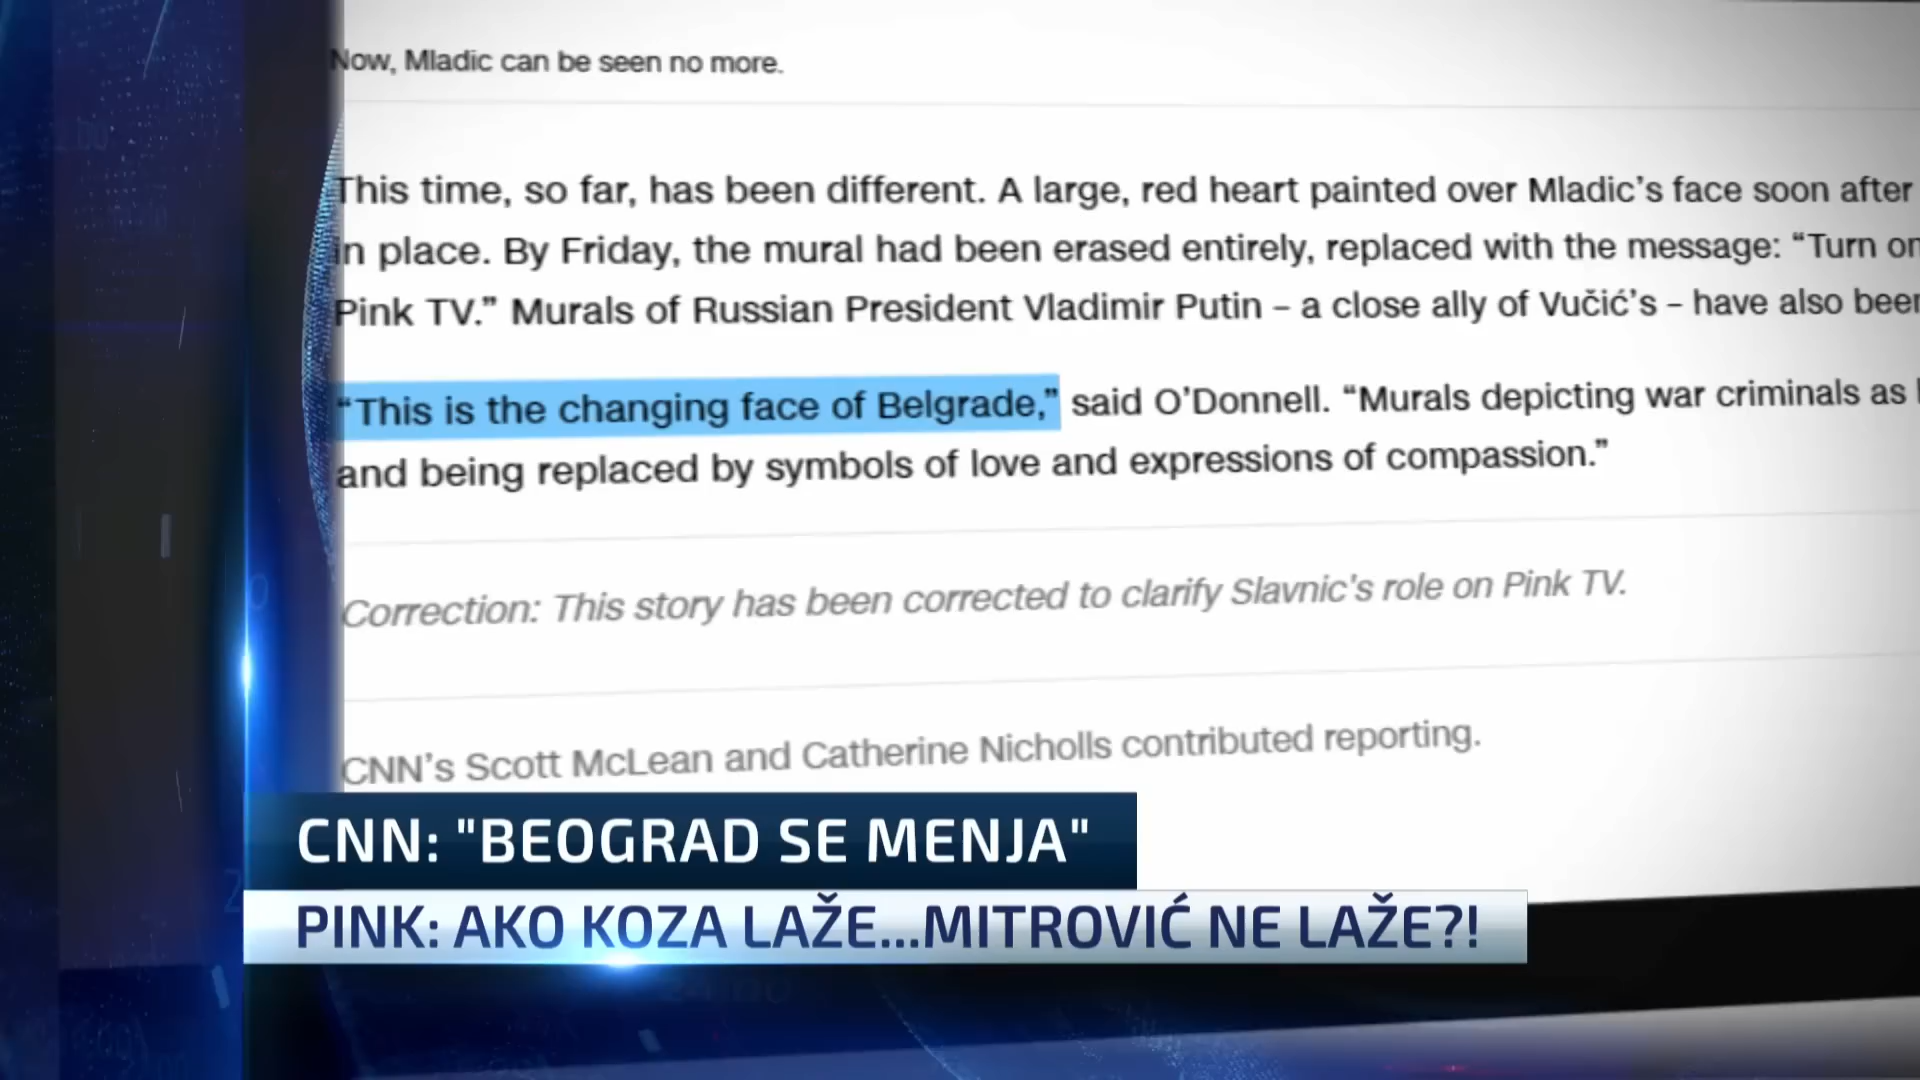 Now, Mladic can be seen no more.
This time, so far, has been different. A large, red heart painted over Mladic’s face soon after
in place. By Friday, the mural had been erased entirely, replaced with the message: “Turn on
Pink TV.” Murals of Russian President Vladimir Putin – a close ally of Vučić’s – have also been
“This is the changing face of Belgrade,” said O’Donnell. “Murals depicting war criminals as
and being replaced by symbols of love and expressions of compassion.”
Correction: This story has been corrected to clarify Slavnic's role on Pink TV.
CNN’s Scott McLean and Catherine Nicholls contributed reporting.
CNN: "BEOGRAD SE MENJA"
PINK: AKO KOZA LAŽE...MITROVIĆ NE LAŽE?!